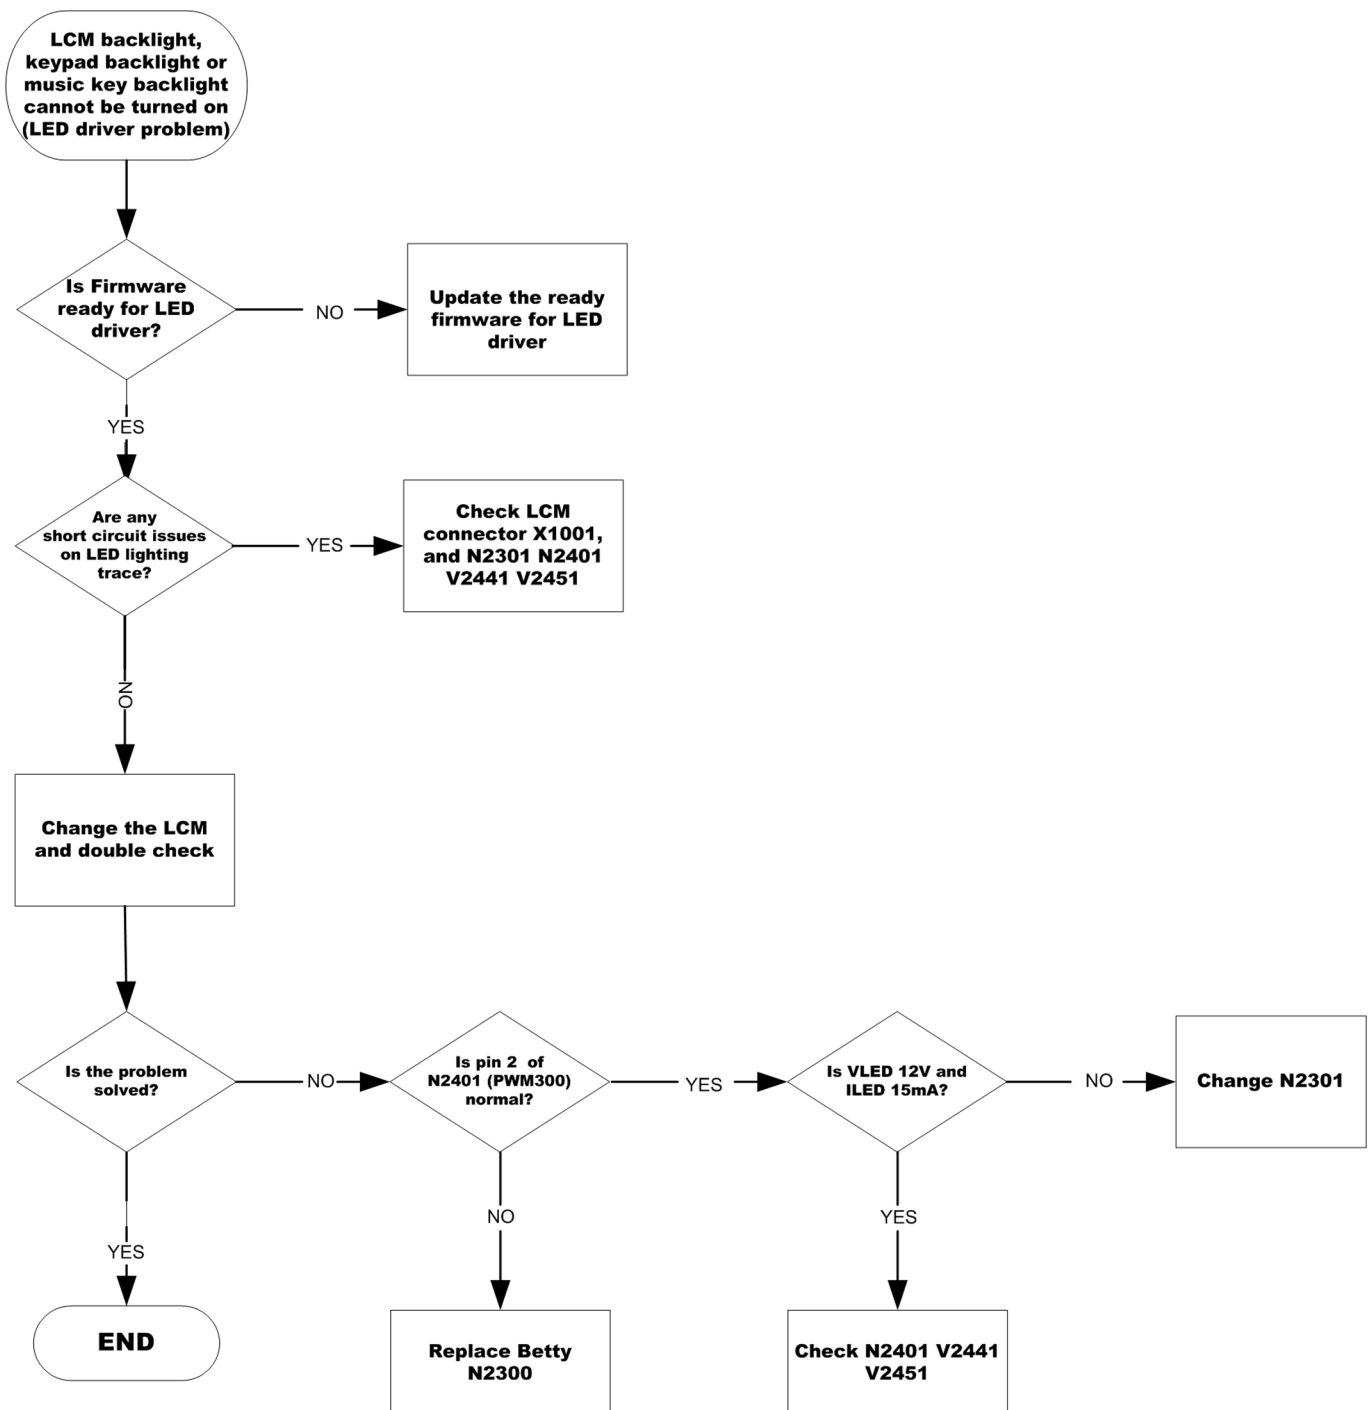 LCM backlight,
keypad backlight or
music key backlight
cannot be turned on
(LED driver problem)
Is Firmware
ready for LED
driver?
NO
Update the ready
firmware for LED
driver
YES
Are any
short circuit issues
on LED lighting
trace?
YES
Check LCM
connector X1001,
and N2301 N2401
V2441 V2451
NO
Change the LCM
and double check
Is the problem
solved?
NO
Is pin 2 of
N2401 (PWM300)
normal?
YES
Is VLED 12V and
ILED 15mA?
NO
Change N2301
YES
NO
YES
END
Replace Betty
N2300
Check N2401 V2441
V2451